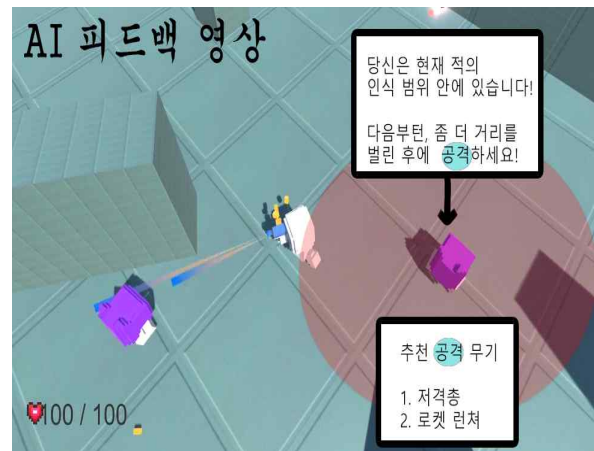 AI 피드백 영상
당신은 현재 적의
인식 범위 안에 있습니다!
다음부턴, 좀 더 거리를
벌린 후에 공격하세요!
추천 공격 무기
1. 저격총
2. 로켓 런쳐
100 / 100